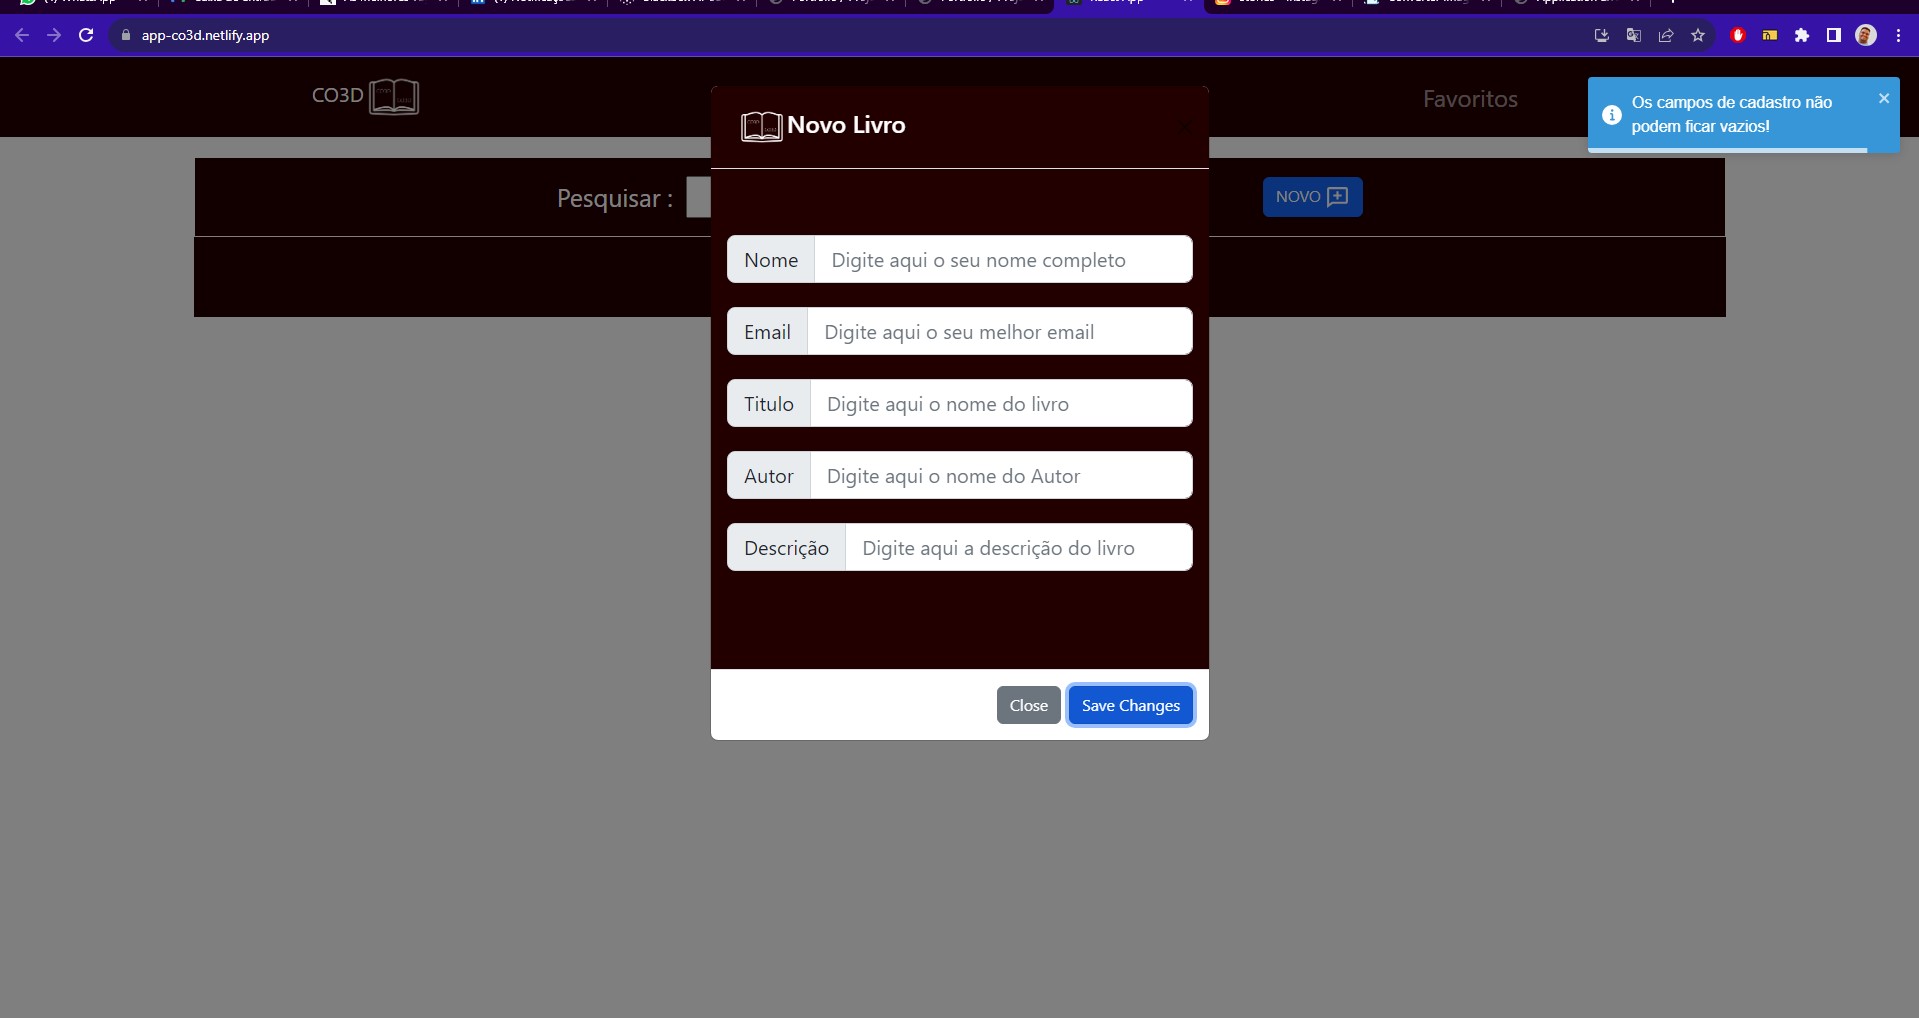 app-co3d.netlify.app
CO3D
Novo Livro
Favoritos
Os campos de cadastro não
podem ficar vazios!
Pesquisar :
NOVO
Nome
Digite aqui o seu nome completo
Email
Digite aqui o seu melhor email
Titulo
Digite aqui o nome do livro
Autor
Digite aqui o nome do Autor
Descrição
Digite aqui a descrição do livro
Close
Save Changes